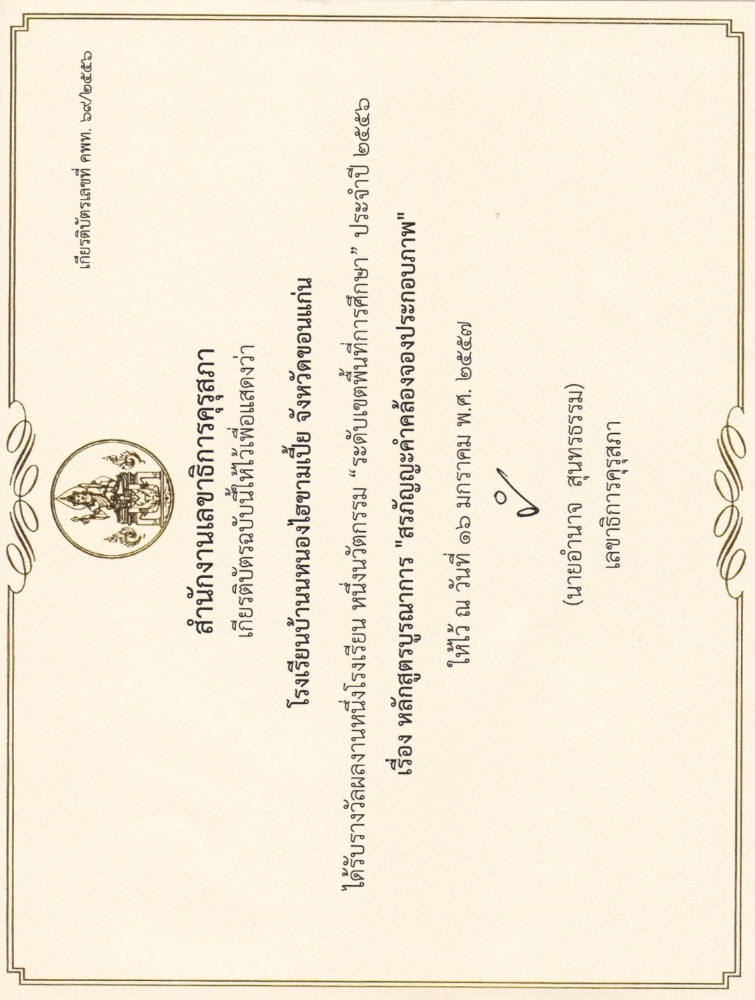 เกียรติบัตรเลขที่ คพท. ๖๙/๒๕๕๖
สำนักงานเลขาธิการคุรุสภา
เกียรติบัตรฉบับนี้ให้ไว้เพื่อแสดงว่า
โรงเรียนบ้านนหนองไฮขามเปี้ย จังหวัดขอนแก่น
ได้รับรางวัลผลงานหนึ่งโรงเรียน หนึ่งนวัตกรรม “ระดับเขตพื้นที่การศึกษา” ประจำปี ๒๕๕๖
เรื่อง หลักสูตรบูรณาการ "สรภัญญะคำคล้องจองประกอบภาพ"
ให้ไว้ ณ วันที่ ๑๖ มกราคม พ.ศ. ๒๕๕๗
(นายอำนาจ สุนทรธรรม)
เลขาธิการคุรุสภา